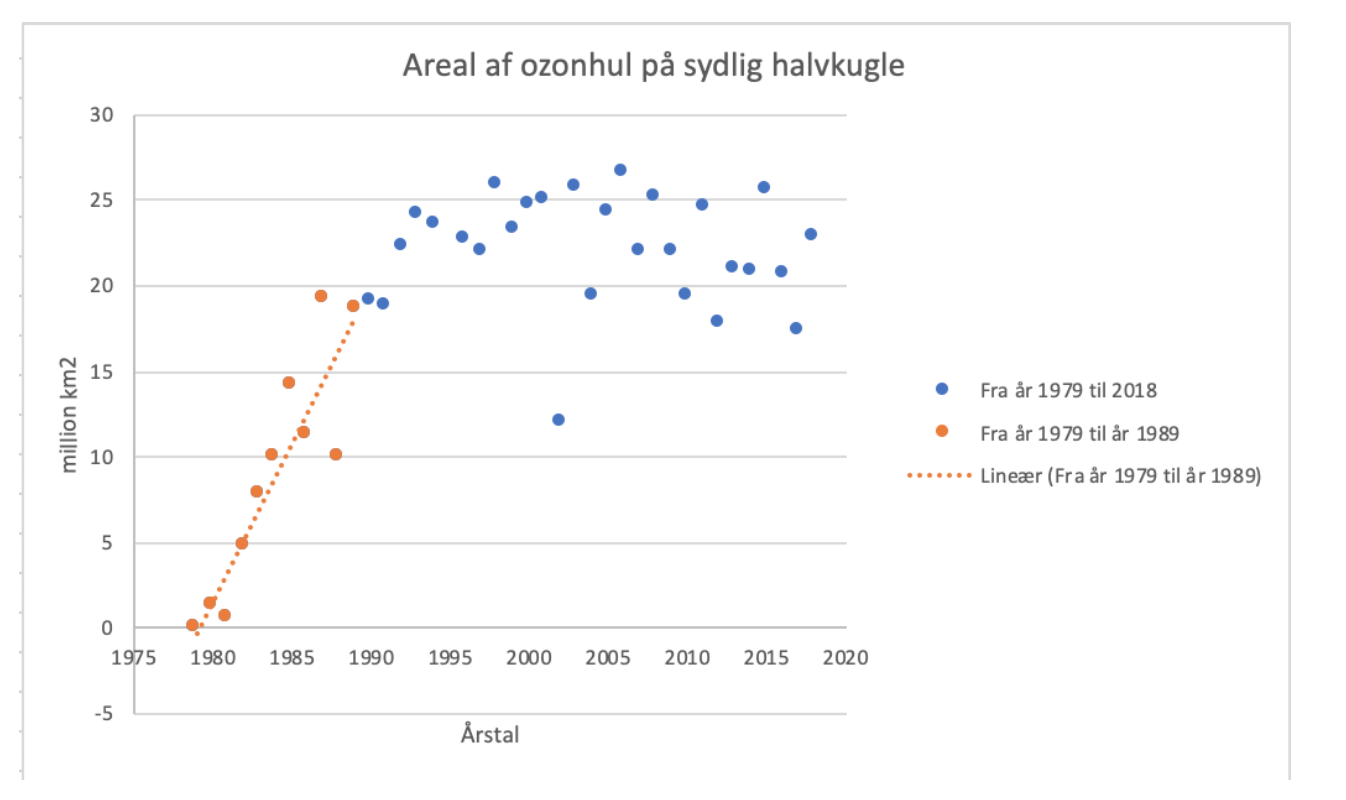 Areal af ozonhul på sydlig halvkugle
30
25
20
15
10
5
0
-5
million km2
1975 1980 1985 1990 1995 2000 2005 2010 2015 2020
Årstal
Fra år 1979 til 2018
Fra år 1979 til år 1989
Lineær (Fra år 1979 til år 1989)